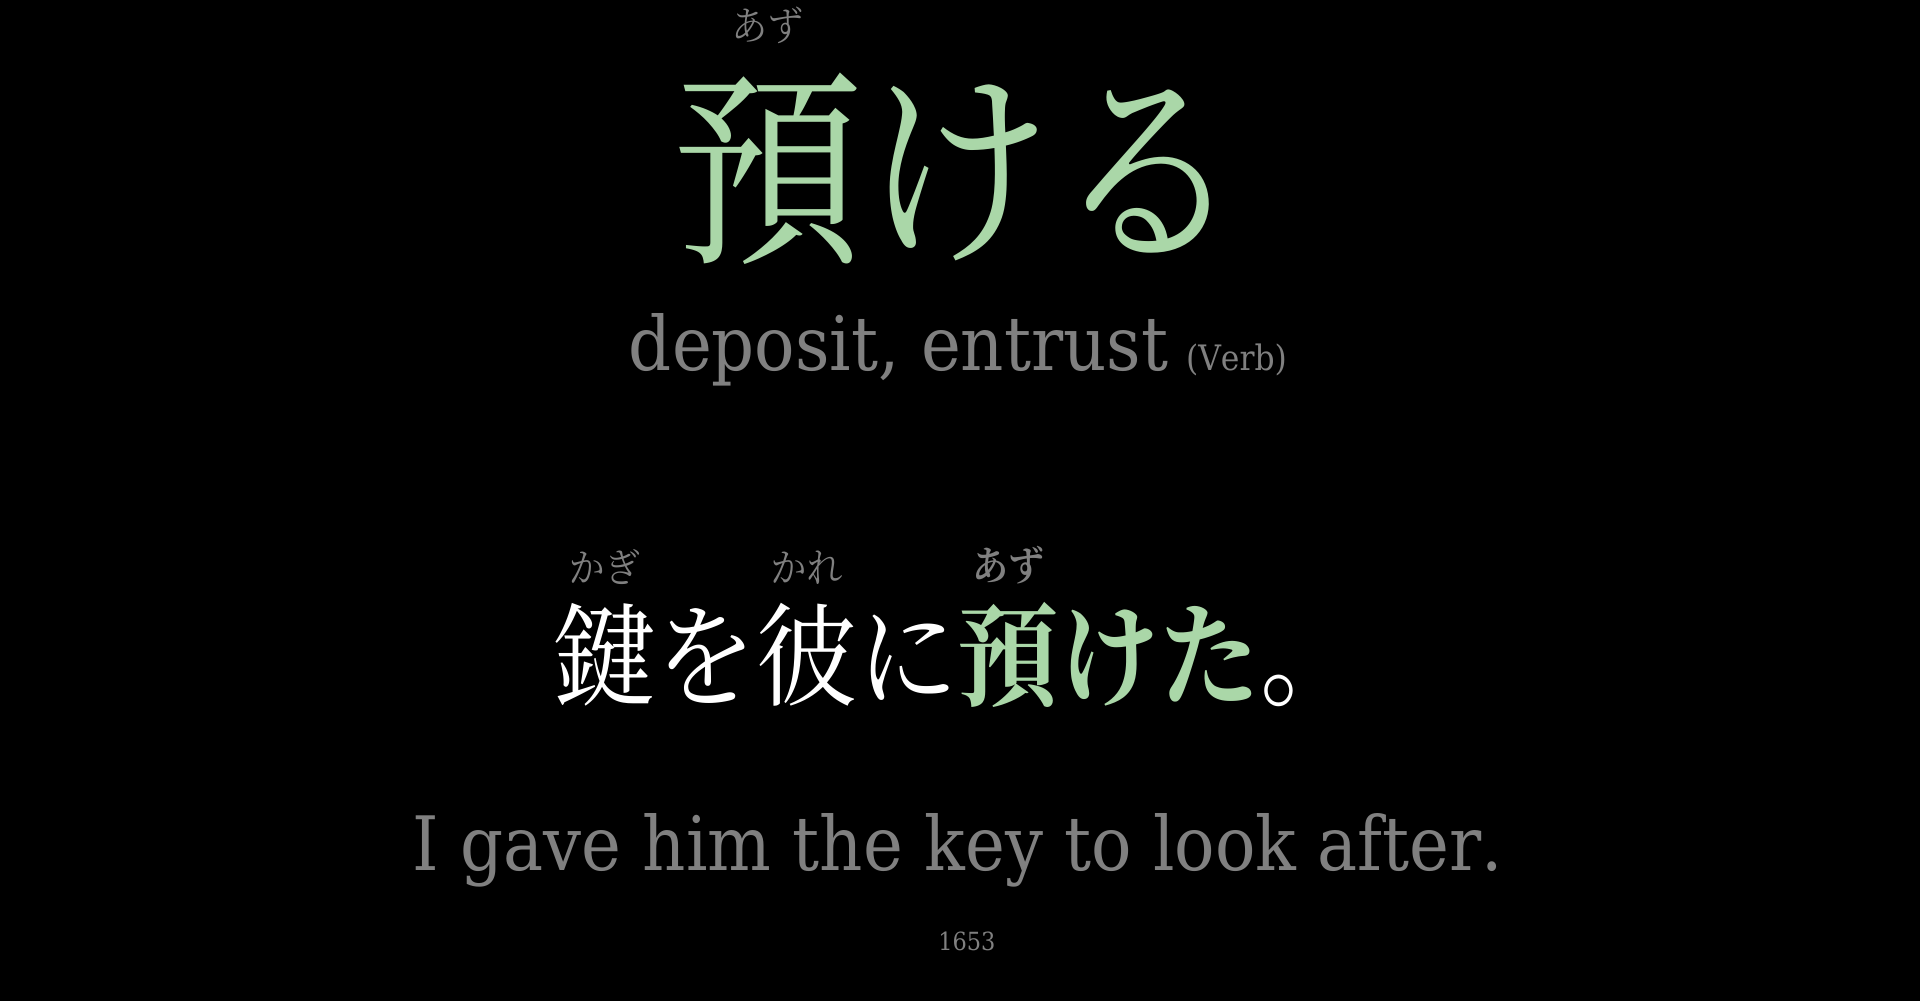 あず
預ける
deposit, entrust (Verb)
かぎ かれ あず
鍵を彼に預けた。
I gave him the key to look after.
1653